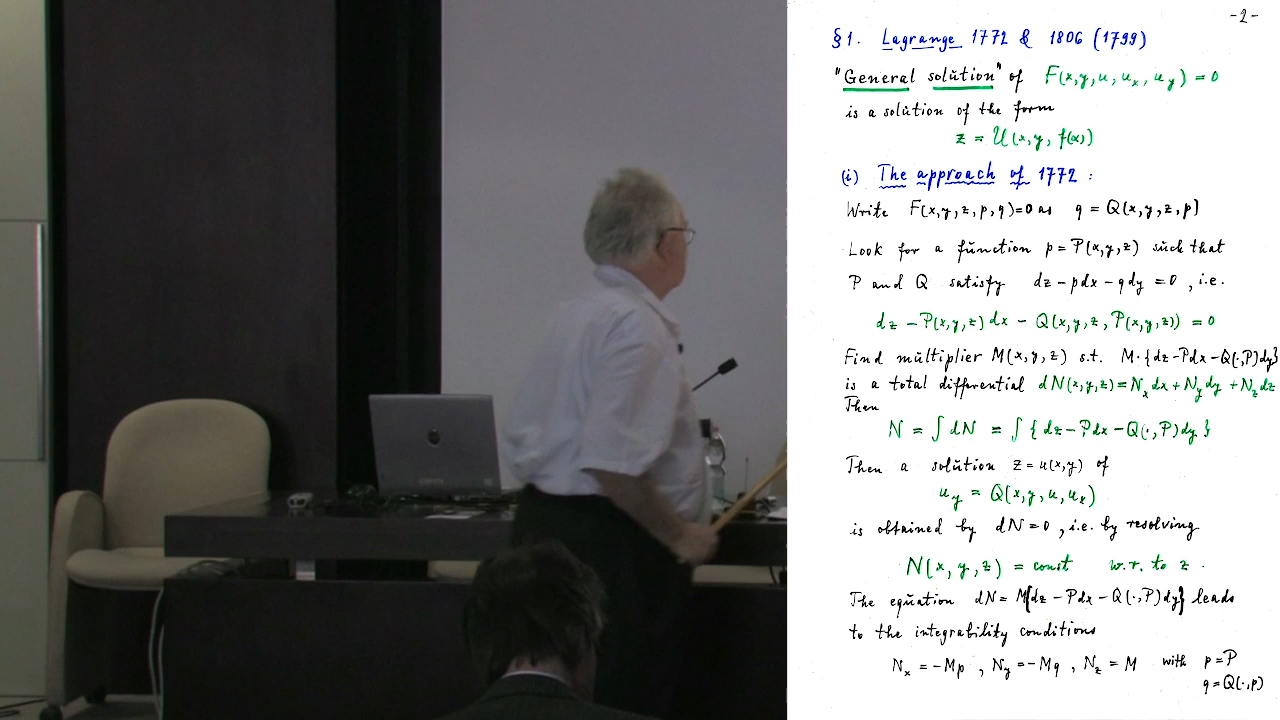 -2-
§1. Lagrange 1772 & 1806 (1799)
"General solution" of F(x,y,u,u_x,u_y) = 0
is a solution of the form
z = U(x,y, f(α))
(i) The approach of 1772 :
Write F(x,y,z,p,q)=0 as q = Q(x,y,z,p)
Look for a function p = P(x,y,z) such that
P and Q satisfy dz - pdx - qdy = 0 , i.e.
dz - P(x,y,z) dx - Q(x,y,z, P(x,y,z)) = 0
Find multiplier M(x,y,z) s.t. M·{dz-Pdx-Q(·,P)dy}
is a total differential dN(x,y,z)=N_x dx + N_y dy + N_z dz
Then
N = ∫dN = ∫{ dz - Pdx - Q(·,P)dy }
Then a solution z = u(x,y) of
u_y = Q(x,y,u,u_x)
is obtained by dN = 0 , i.e. by resolving
N(x,y,z) = const w.r. to z .
The equation dN = M{dz - Pdx - Q(·,P)dy} leads
to the integrability conditions
N_x = -Mp , N_y = -Mq , N_z = M with p = P
q = Q(·,p)